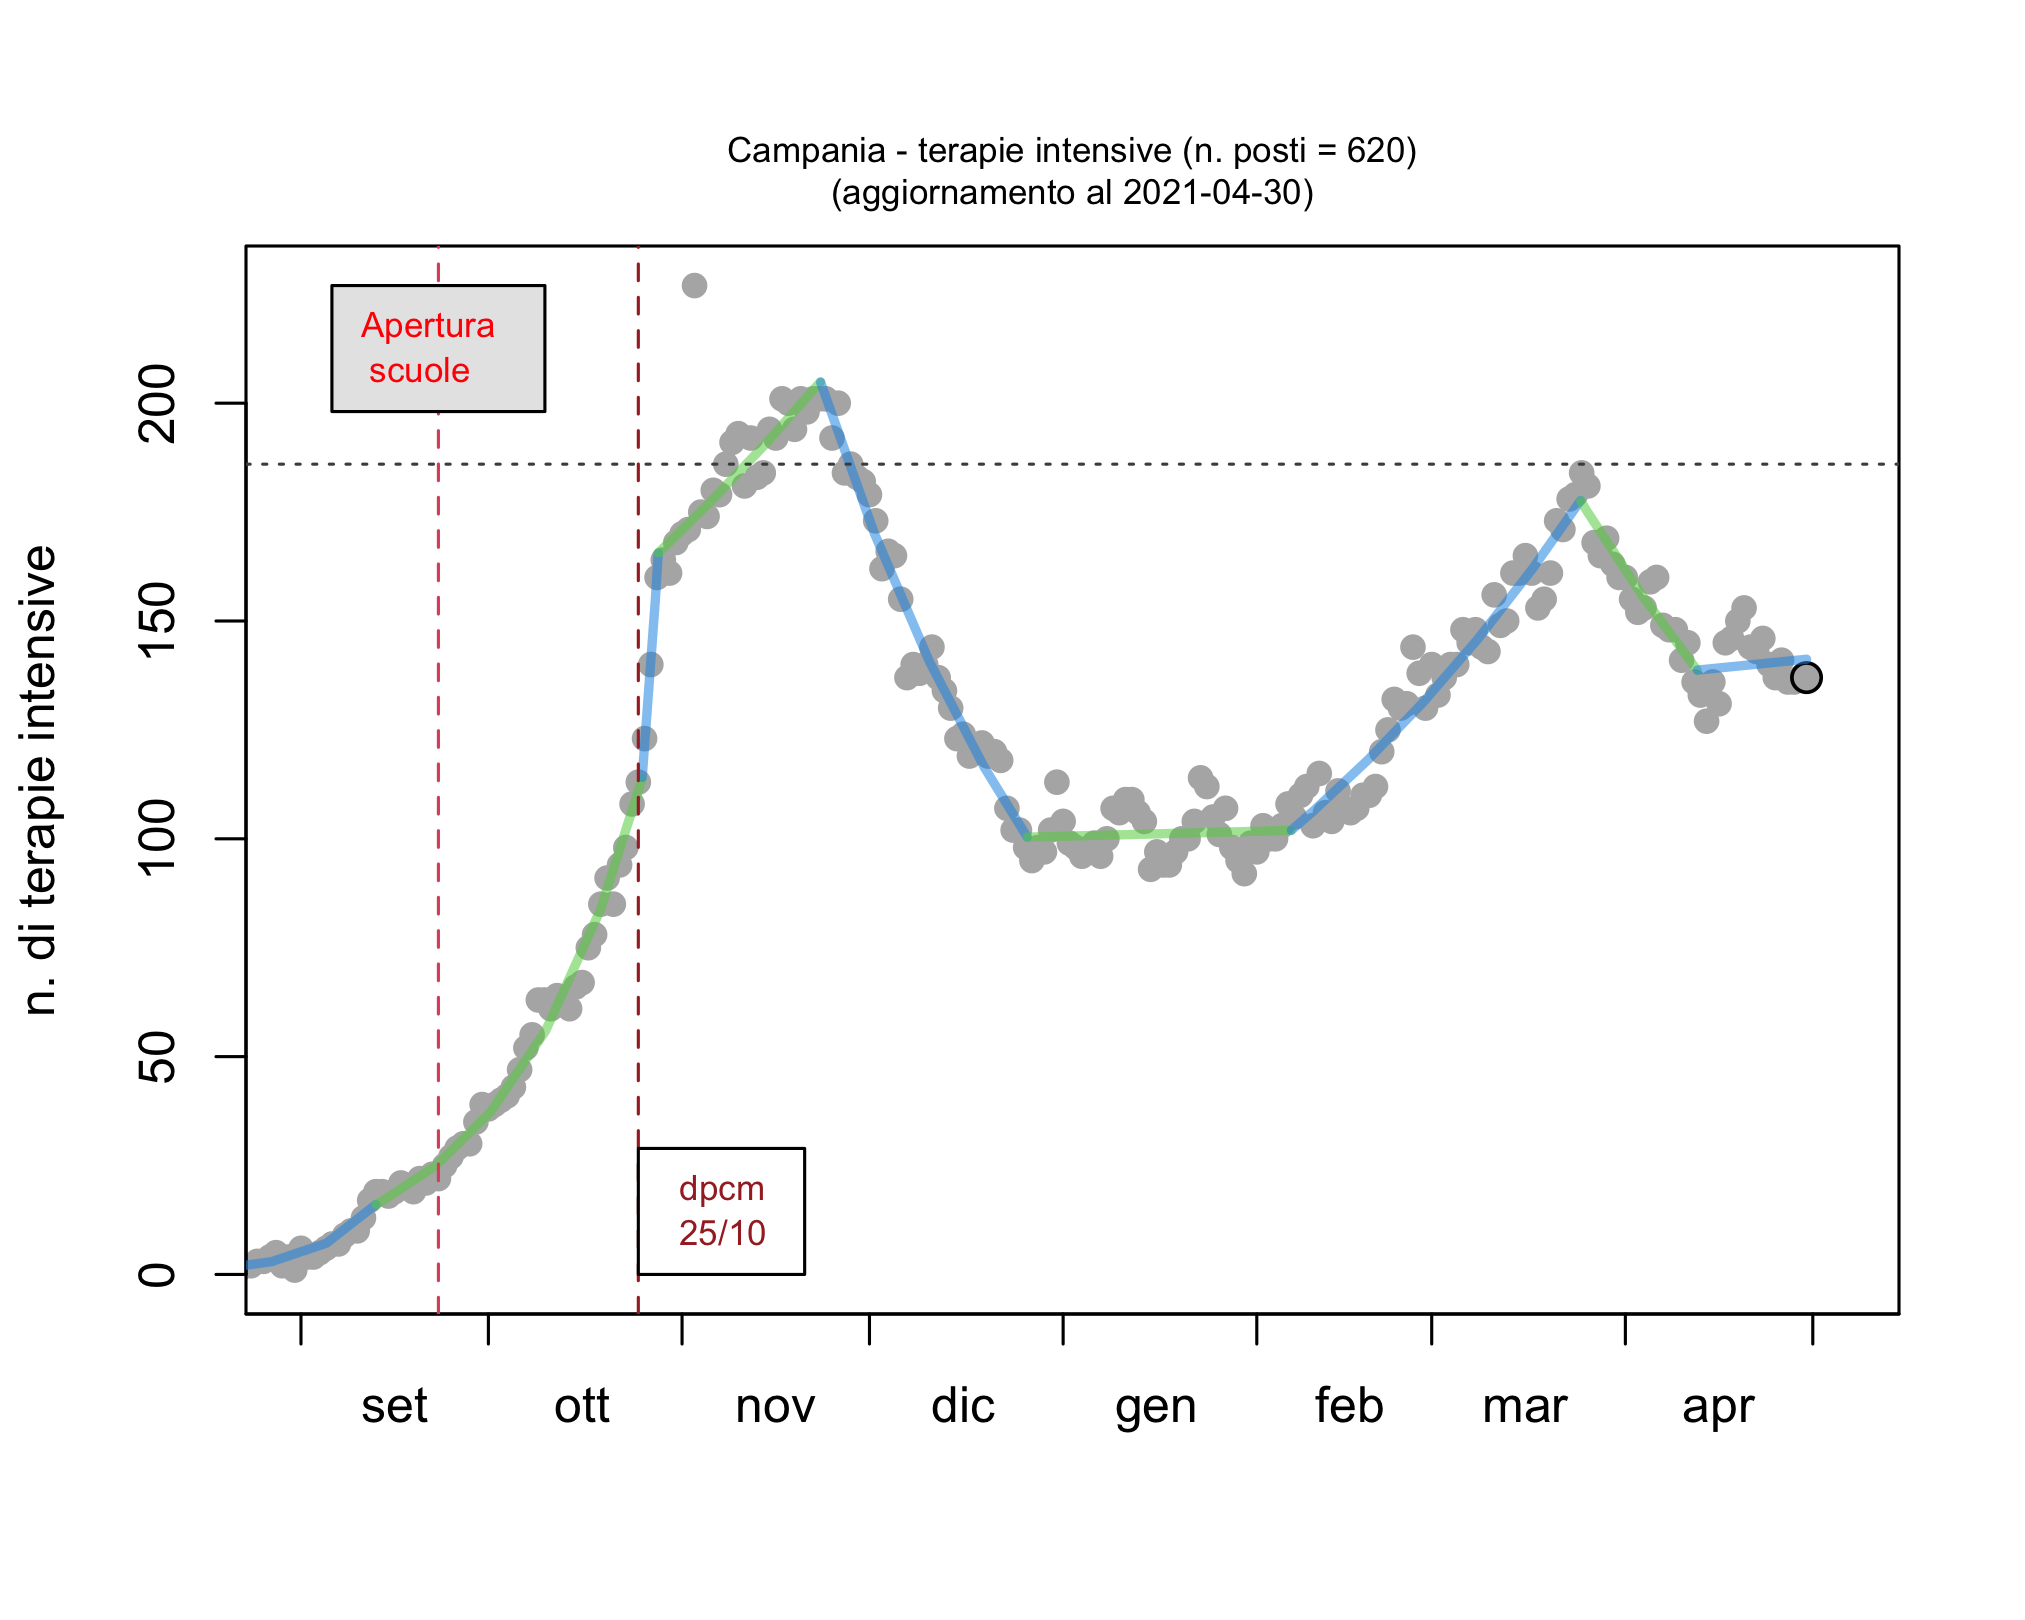 Campania - terapie intensive (n. posti = 620)
(aggiornamento al 2021-04-30)
Apertura
scuole
dpcm
25/10
n. di terapie intensive
200
150
100
50
0
set ott nov dic gen feb mar apr